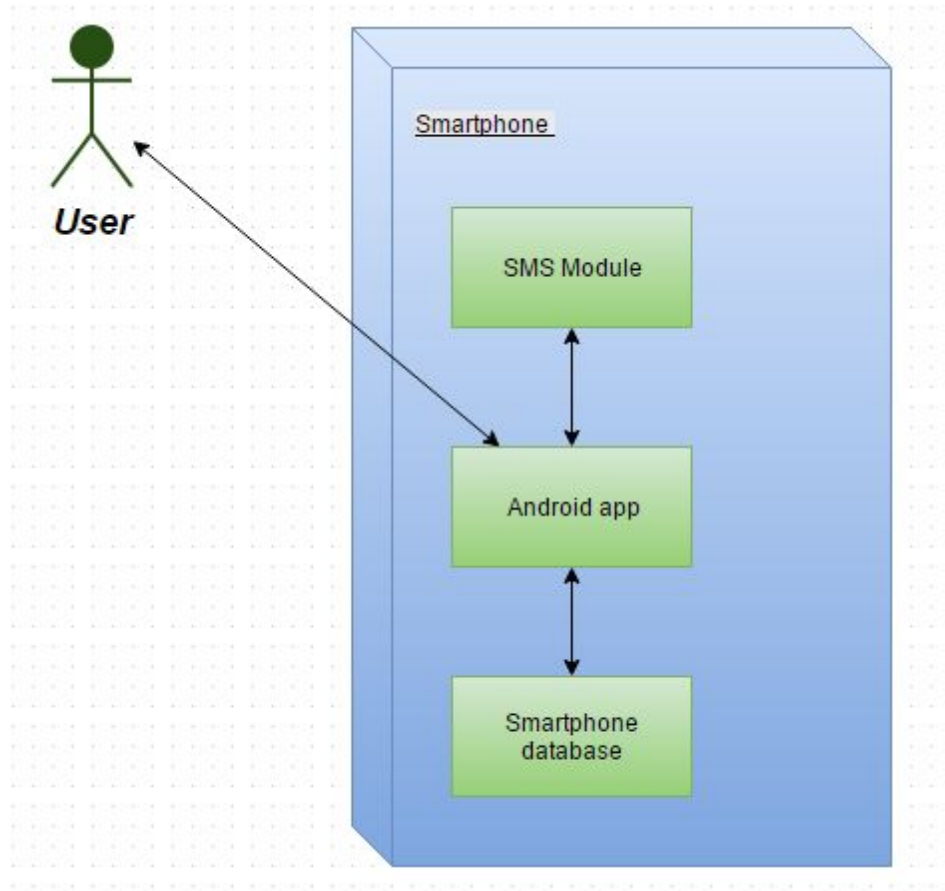 Smartphone
User
SMS Module
Android app
Smartphone
database